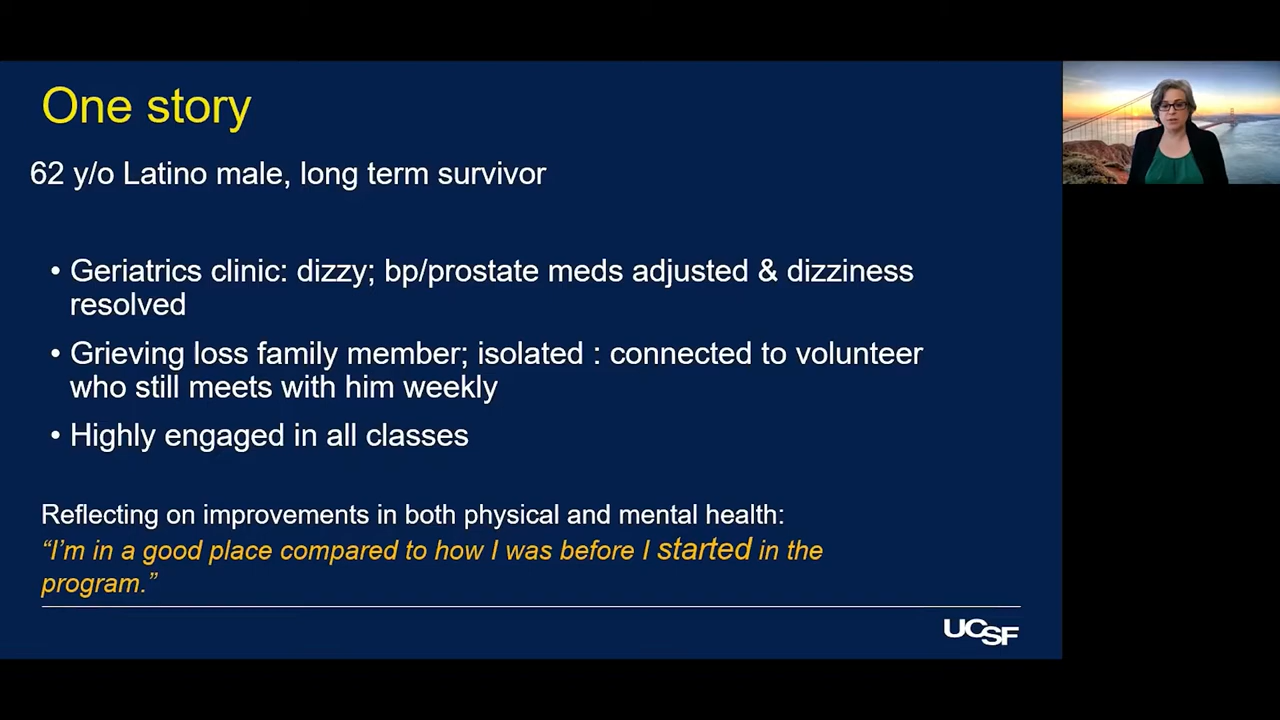 One story
62 y/o Latino male, long term survivor
• Geriatrics clinic: dizzy; bp/prostate meds adjusted & dizziness
resolved
• Grieving loss family member; isolated : connected to volunteer
who still meets with him weekly
• Highly engaged in all classes
Reflecting on improvements in both physical and mental health:
“I’m in a good place compared to how I was before I started in the
program.”
UCSF